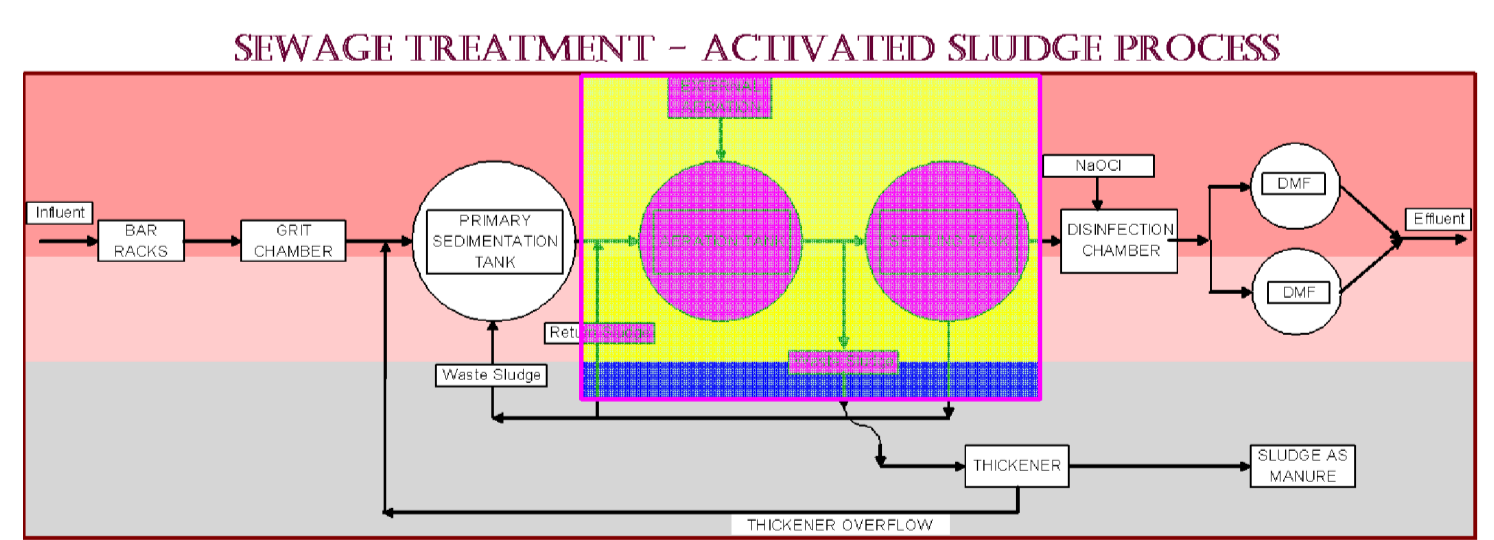 SEWAGE TREATMENT – ACTIVATED SLUDGE PROCESS
Influent
BAR
RACKS
GRIT
CHAMBER
PRIMARY
SEDIMENTATION
TANK
NaOCl
DISINFECTION
CHAMBER
DMF
DMF
Effluent
Waste Sludge
THICKENER
SLUDGE AS
MANURE
THICKENER OVERFLOW